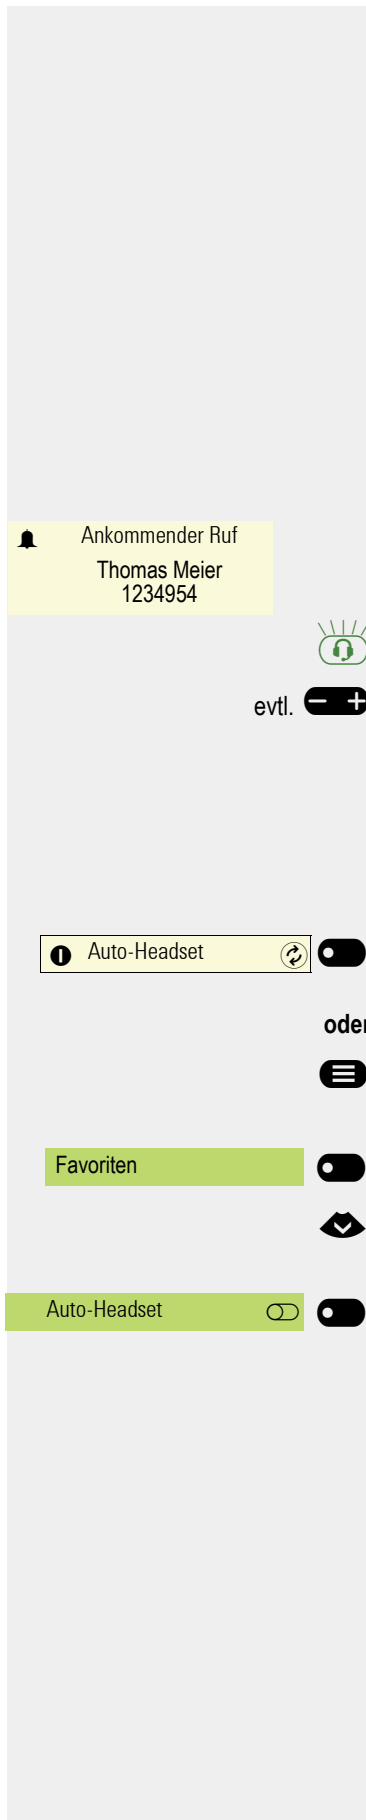 Ankommender Ruf
Thomas Meier
1234954
evtl.
Auto-Headset
oder
Favoriten
Auto-Headset